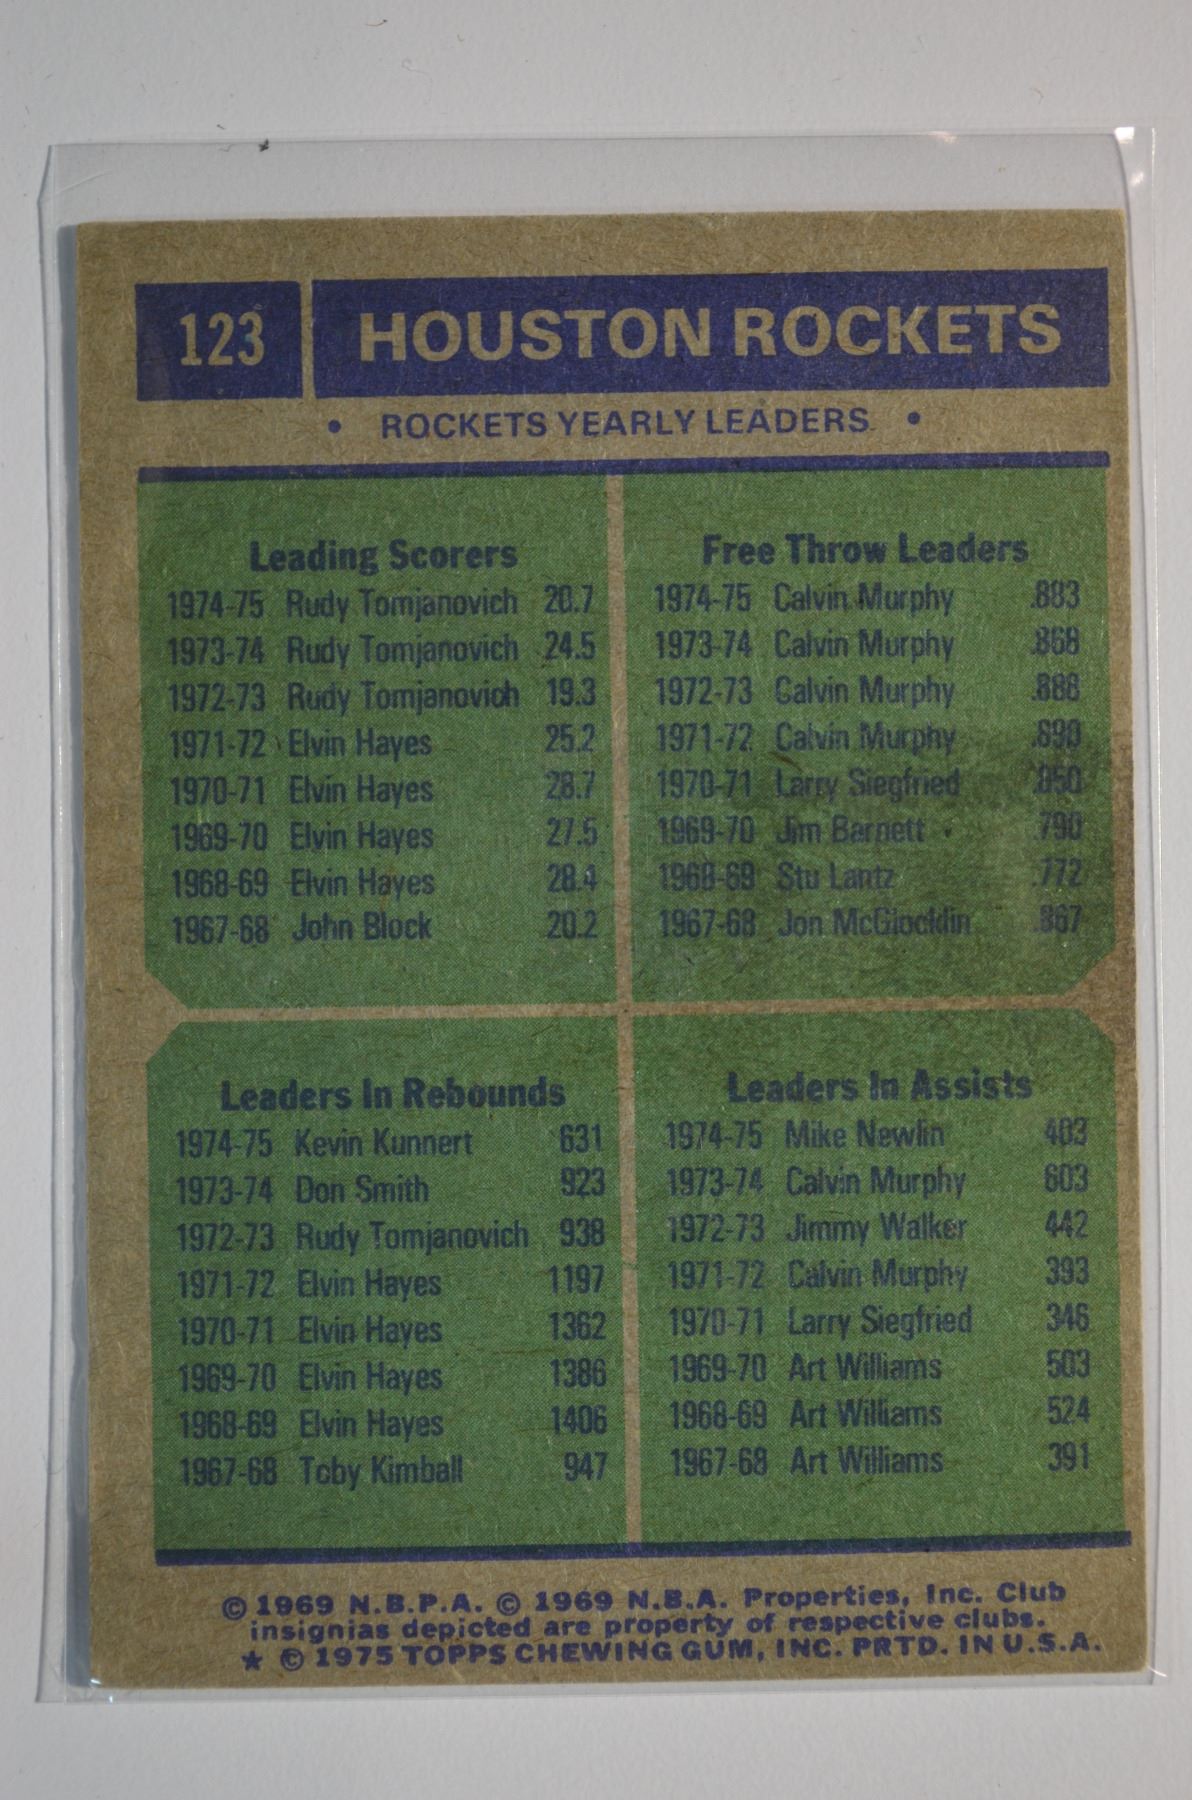 123 HOUSTON ROCKETS
• ROCKETS YEARLY LEADERS •
Leading Scorers
1974-75 Rudy Tomjanovich 20.7
1973-74 Rudy Tomjanovich 24.5
1972-73 Rudy Tomjanovich 19.3
1971-72 Elvin Hayes 25.2
1970-71 Elvin Hayes 28.7
1969-70 Elvin Hayes 27.5
1968-69 Elvin Hayes 28.4
1967-68 John Block 20.2
Free Throw Leaders
1974-75 Calvin Murphy .883
1973-74 Calvin Murphy .868
1972-73 Calvin Murphy .888
1971-72 Calvin Murphy .890
1970-71 Larry Siegfried .850
1969-70 Jim Barnett .790
1968-69 Stu Lantz .772
1967-68 Jon McGlocklin .867
Leaders In Rebounds
1974-75 Kevin Kunnert 631
1973-74 Don Smith 923
1972-73 Rudy Tomjanovich 938
1971-72 Elvin Hayes 1197
1970-71 Elvin Hayes 1362
1969-70 Elvin Hayes 1386
1968-69 Elvin Hayes 1406
1967-68 Toby Kimball 947
Leaders In Assists
1974-75 Mike Newlin 403
1973-74 Calvin Murphy 603
1972-73 Jimmy Walker 442
1971-72 Calvin Murphy 393
1970-71 Larry Siegfried 346
1969-70 Art Williams 503
1968-69 Art Williams 524
1967-68 Art Williams 391
© 1969 N.B.P.A. © 1969 N.B.A. Properties, Inc. Club
insignias depicted are property of respective clubs.
★ © 1975 TOPPS CHEWING GUM, INC. PRTD. IN U.S.A.